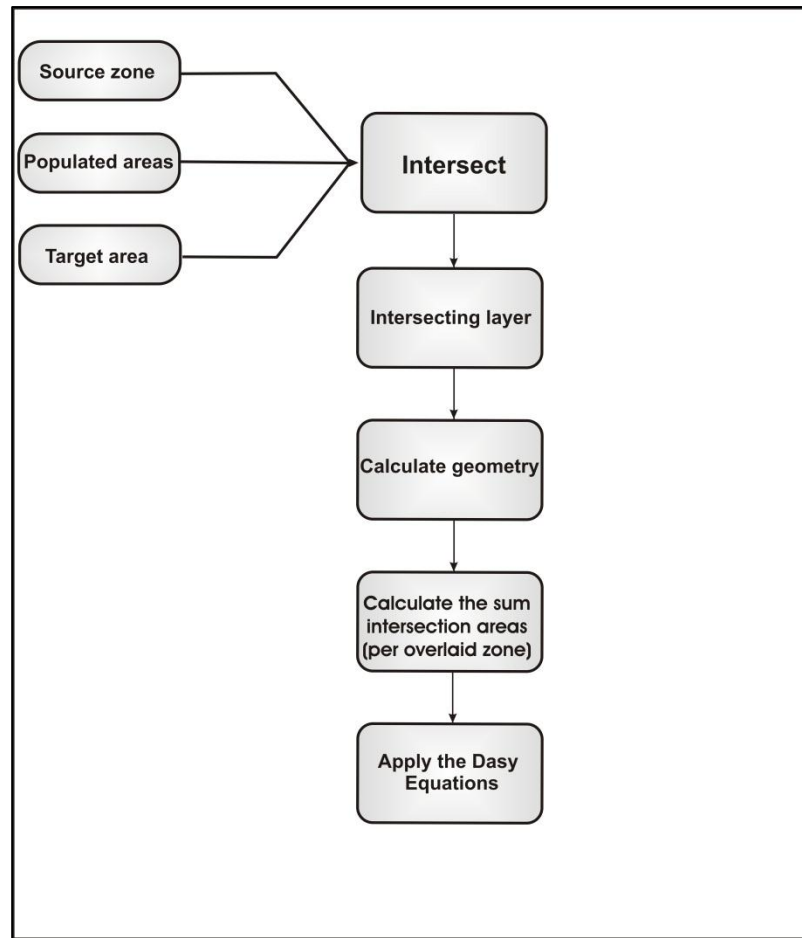 Source zone
Populated areas
Target area
Intersect
Intersecting layer
Calculate geometry
Calculate the sum
intersection areas
(per overlaid zone)
Apply the Dasy
Equations